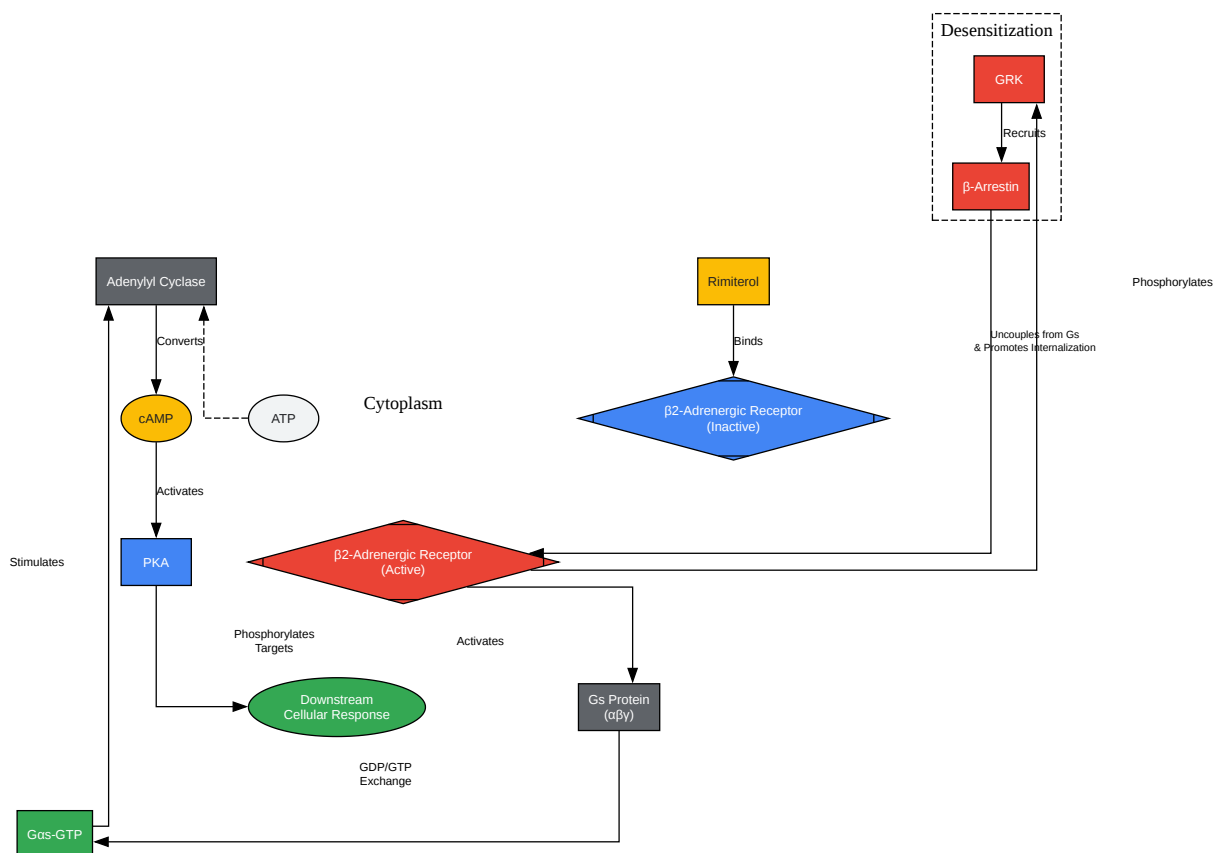 Desensitization
GRK
Recruits
β-Arrestin
Adenylyl Cyclase
Rimiterol
Phosphorylates
Converts
Binds
Uncouples from Gs
& Promotes Internalization
cAMP
ATP
Cytoplasm
β2-Adrenergic Receptor
(Inactive)
Activates
Stimulates
PKA
β2-Adrenergic Receptor
(Active)
Phosphorylates
Targets
Activates
Downstream
Cellular Response
Gs Protein
(αβγ)
GDP/GTP
Exchange
Gαs-GTP